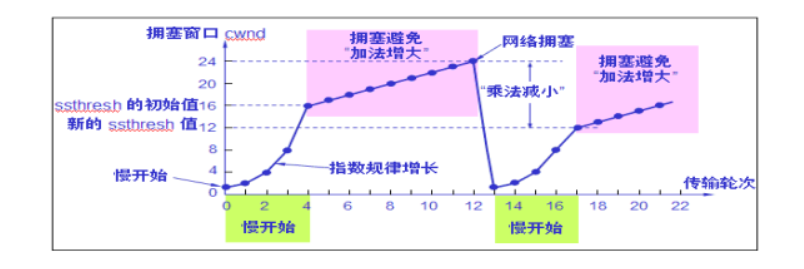 拥塞窗口 cwnd
拥塞避免
“加法增大”
网络拥塞
拥塞避免
“加法增大”
24
20
“乘法减小”
ssthresh 的初始值 16
新的 ssthresh 值 12
8
4
0
慢开始
指数规律增长
传输轮次
0 2 4 6 8 10 12 14 16 18 20 22
慢开始
慢开始